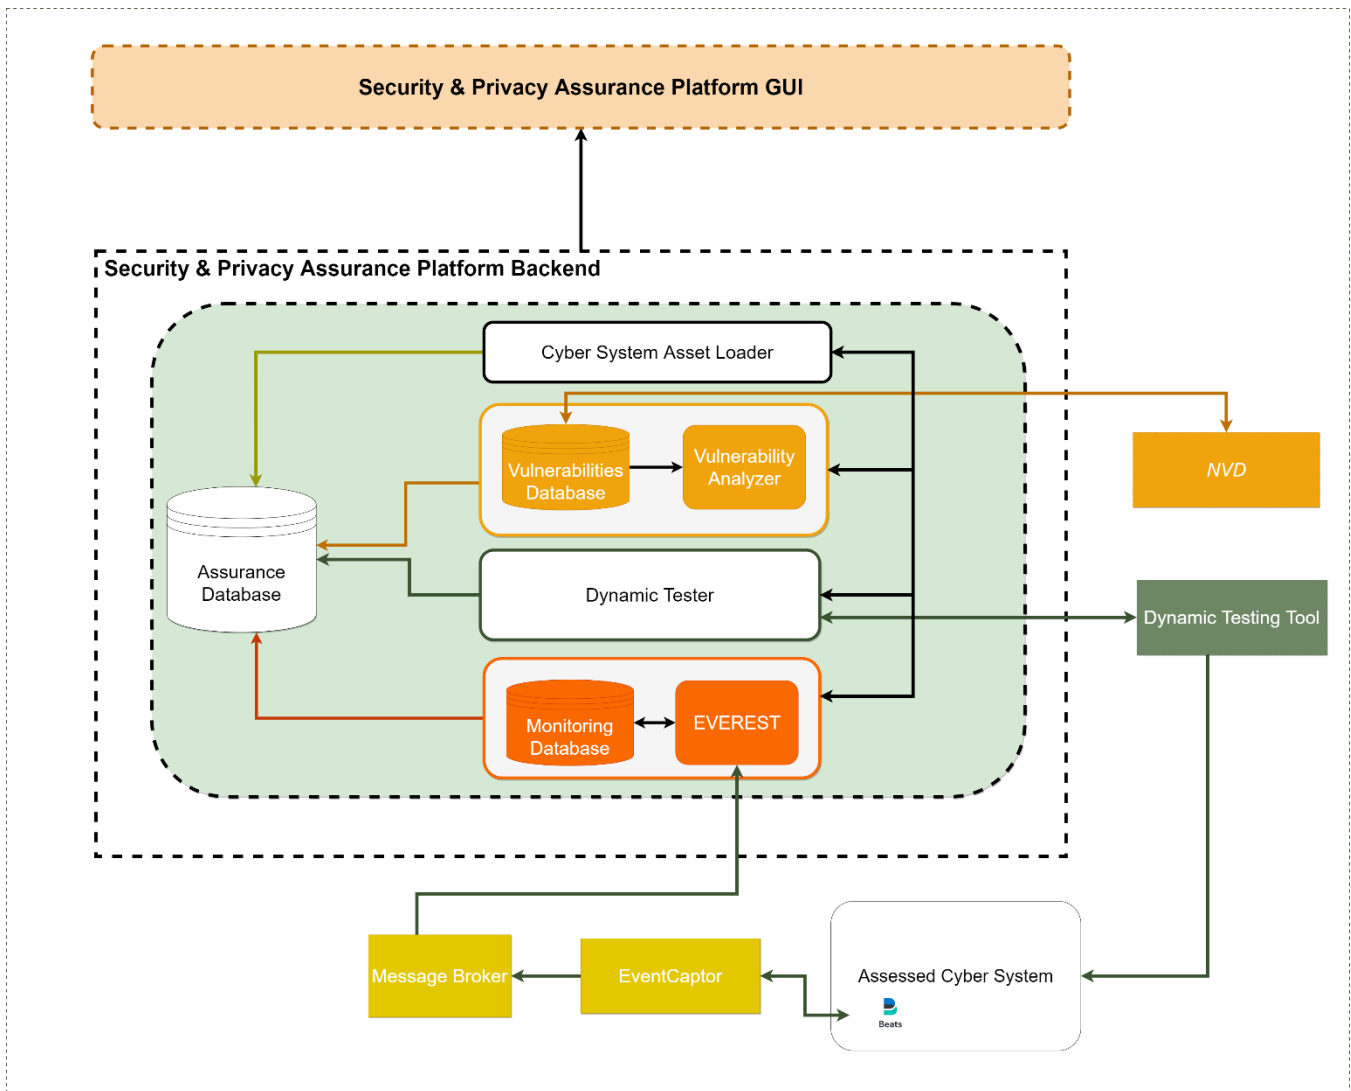 Security & Privacy Assurance Platform GUI
Security & Privacy Assurance Platform Backend
Cyber System Asset Loader
Vulnerabilities
Database
Vulnerability
Analyzer
NVD
Assurance
Database
Dynamic Tester
Dynamic Testing Tool
Monitoring
Database
EVEREST
Message Broker
EventCaptor
Assessed Cyber System
Beats